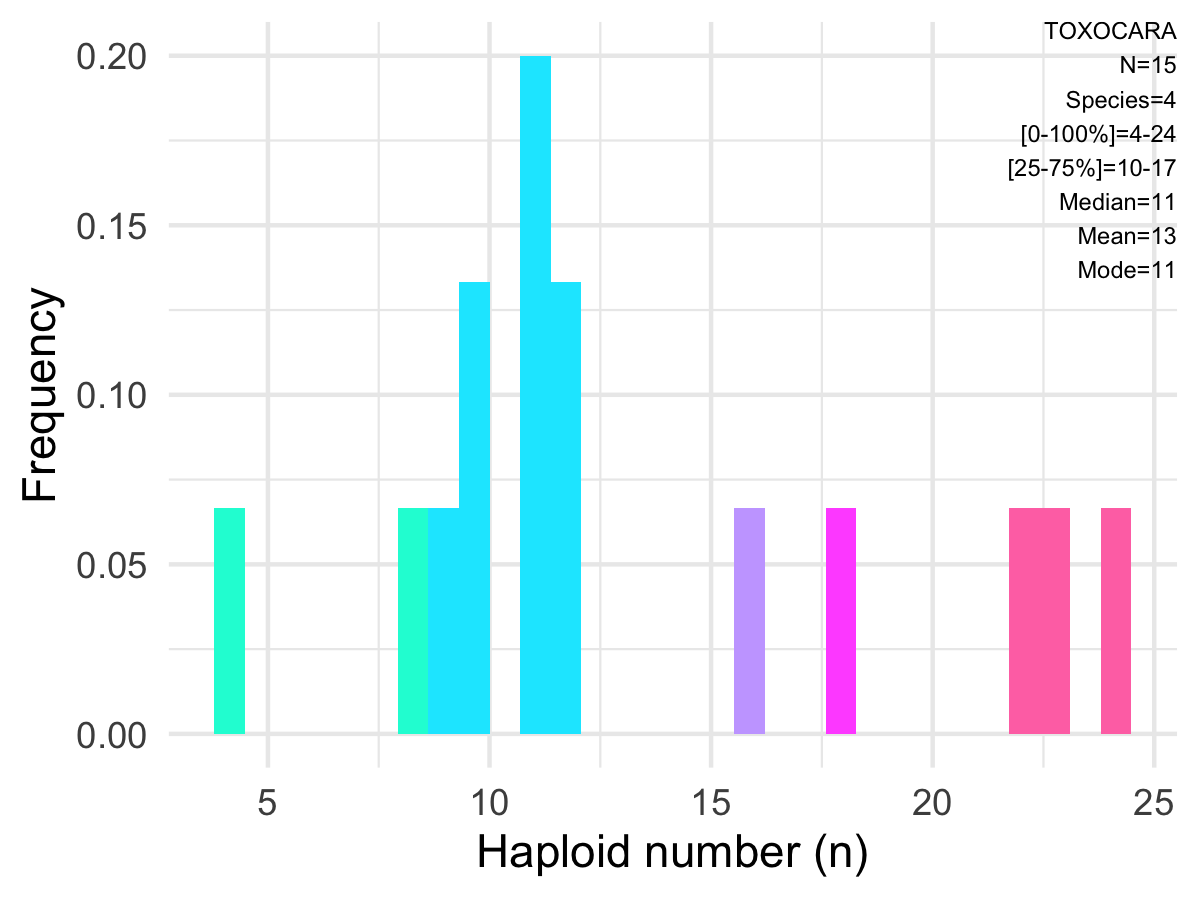 TOXOCARA
N=15
Species=4
[0-100%]=4-24
[25-75%]=10-17
Median=11
Mean=13
Mode=11
0.20
0.15
0.10
0.05
0.00
Frequency
5 10 15 20 25
Haploid number (n)